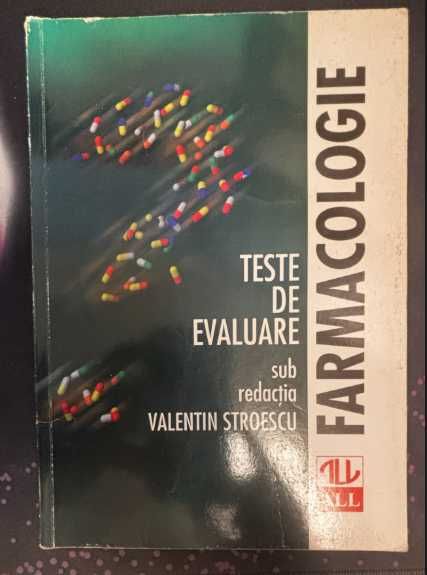 TESTE
DE
EVALUARE
sub
redacția
VALENTIN STROESCU
FARMACOLOGIE
ALL